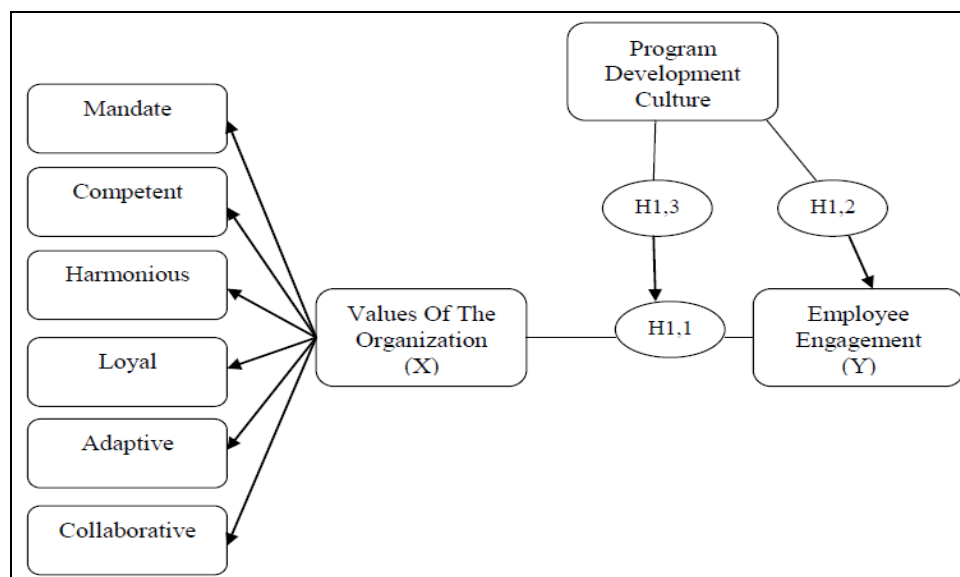 Program
Development
Culture
Mandate
Competent
H1,3
H1,2
Harmonious
Values Of The
Organization
(X)
H1,1
Employee
Engagement
(Y)
Loyal
Adaptive
Collaborative